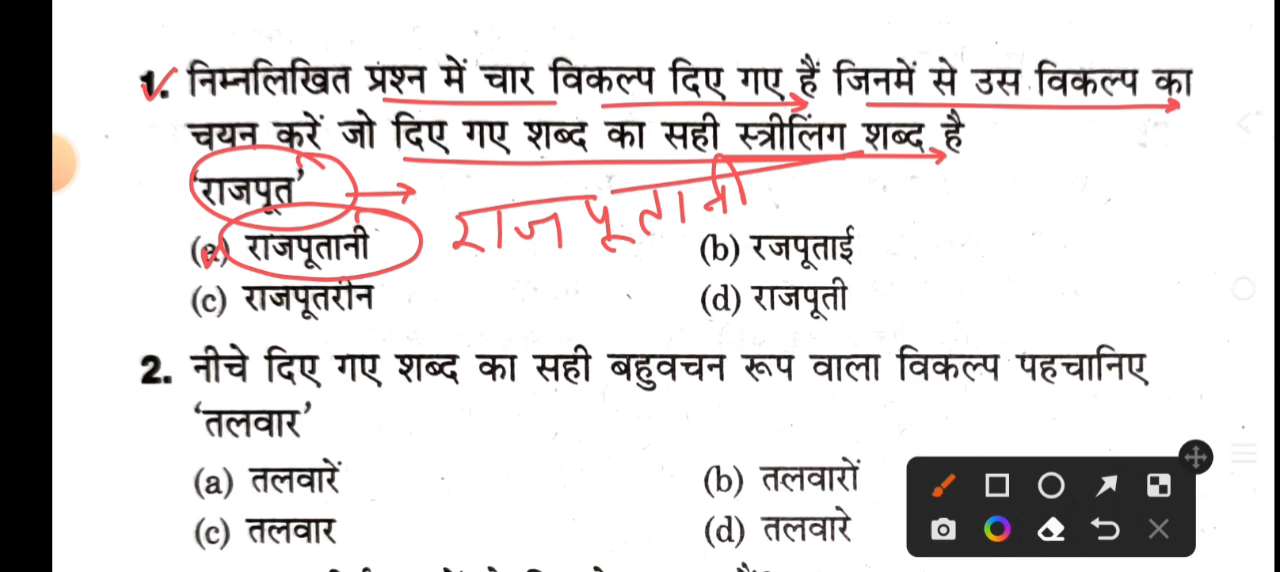 1. निम्नलिखित प्रश्न में चार विकल्प दिए गए हैं जिनमें से उस विकल्प का
चयन करें जो दिए गए शब्द का सही स्त्रीलिंग शब्द है
'राजपूत'
राजपूतानी
(a) राजपूतानी (b) रजपूताई
(c) राजपूतरीन (d) राजपूती
2. नीचे दिए गए शब्द का सही बहुवचन रूप वाला विकल्प पहचानिए
'तलवार'
(a) तलवारें (b) तलवारों
(c) तलवार (d) तलवारे